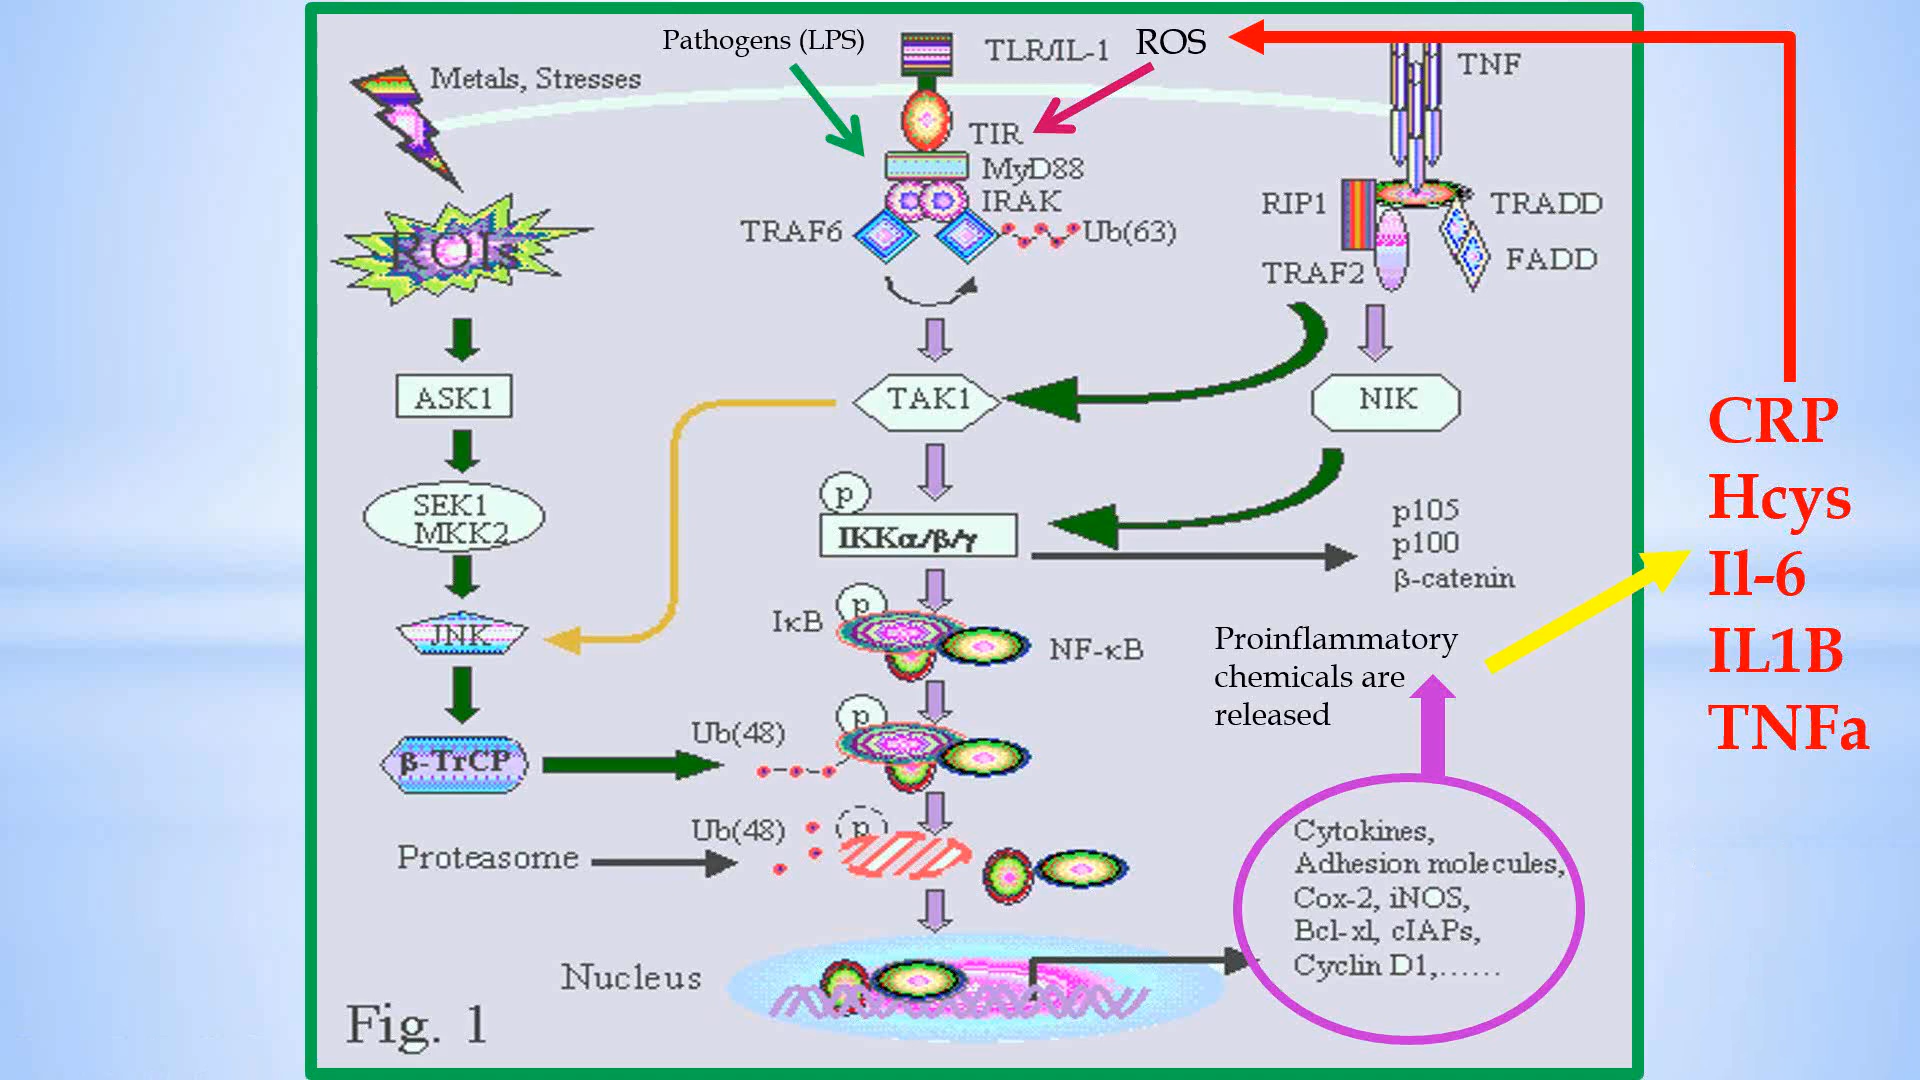 Pathogens (LPS)
TLR/IL-1
ROS
TNF
Metals, Stresses
TIR
MyD88
IRAK
TRAF6
Ub(63)
RIP1
TRADD
TRAF2
FADD
ROIs
ASK1
TAK1
NIK
CRP
Hcys
Il-6
IL1B
TNFa
SEK1
MKK2
p
IKKα/β/γ
p105
p100
β-catenin
JNK
IκB
p
NF-κB
Proinflammatory
chemicals are
released
β-TrCP
Ub(48)
p
Proteasome
Ub(48)
p
Cytokines,
Adhesion molecules,
Cox-2, iNOS,
Bcl-xl, cIAPs,
Cyclin D1,......
Nucleus
Fig. 1